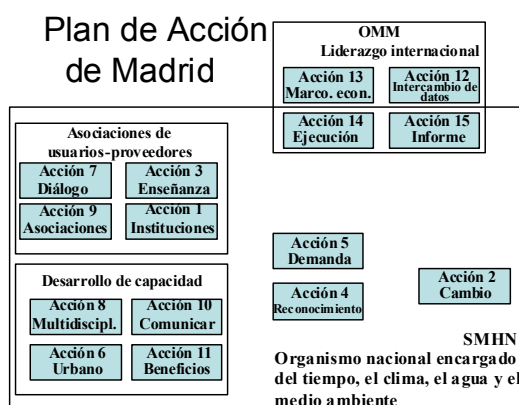 Plan de Acción
de Madrid
OMM
Liderazgo internacional
Acción 13
Marco. econ.
Acción 12
Intercambio de
datos
Acción 14
Ejecución
Acción 15
Informe
Asociaciones de
usuarios-proveedores
Acción 7
Diálogo
Acción 3
Enseñanza
Acción 9
Asociaciones
Acción 1
Instituciones
Acción 5
Demanda
Acción 4
Reconocimiento
Acción 2
Cambio
Desarrollo de capacidad
Acción 8
Multidiscipl.
Acción 10
Comunicar
Acción 6
Urbano
Acción 11
Beneficios
SMHN
Organismo nacional encargado
del tiempo, el clima, el agua y el
medio ambiente